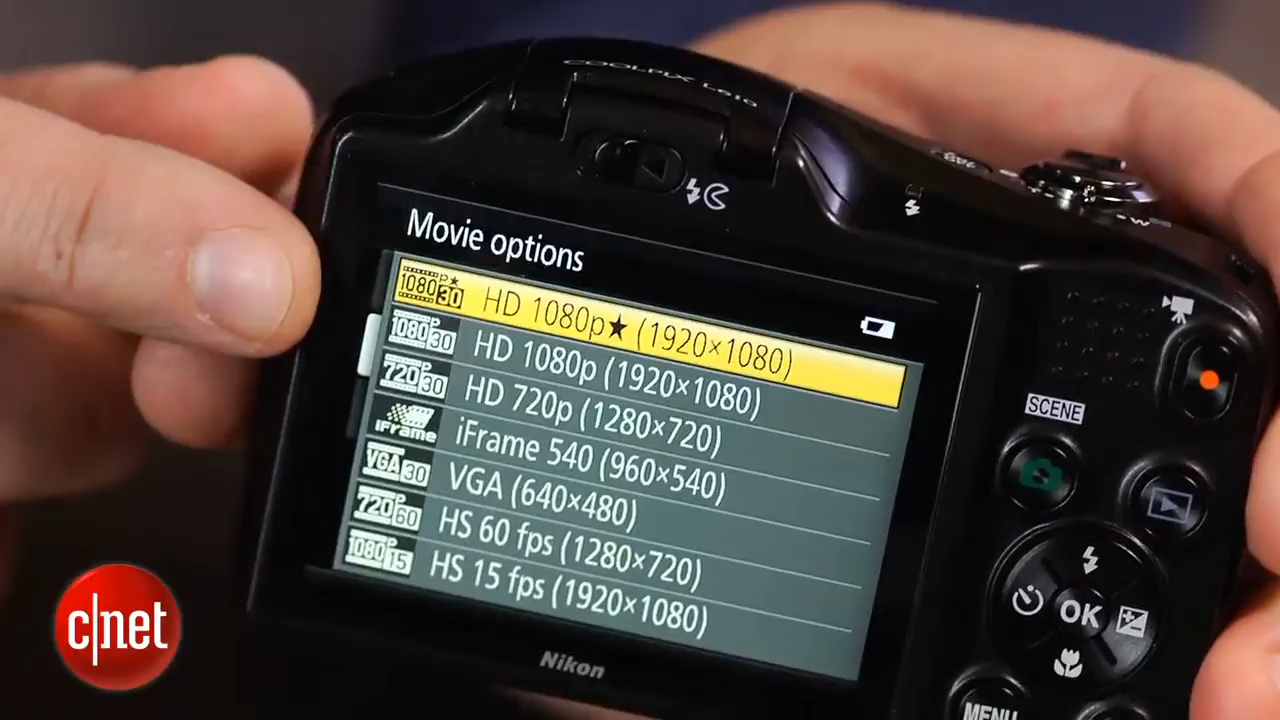 COOLPIX L610
Movie options
1080 P★ 30 HD 1080p★ (1920×1080)
1080 P 30 HD 1080p (1920×1080)
720 P 30 HD 720p (1280×720)
iFrame iFrame 540 (960×540)
VGA 30 VGA (640×480)
720 P 60 HS 60 fps (1280×720)
1080 P 15 HS 15 fps (1920×1080)
SCENE
OK
MENU
Nikon
W
c|net